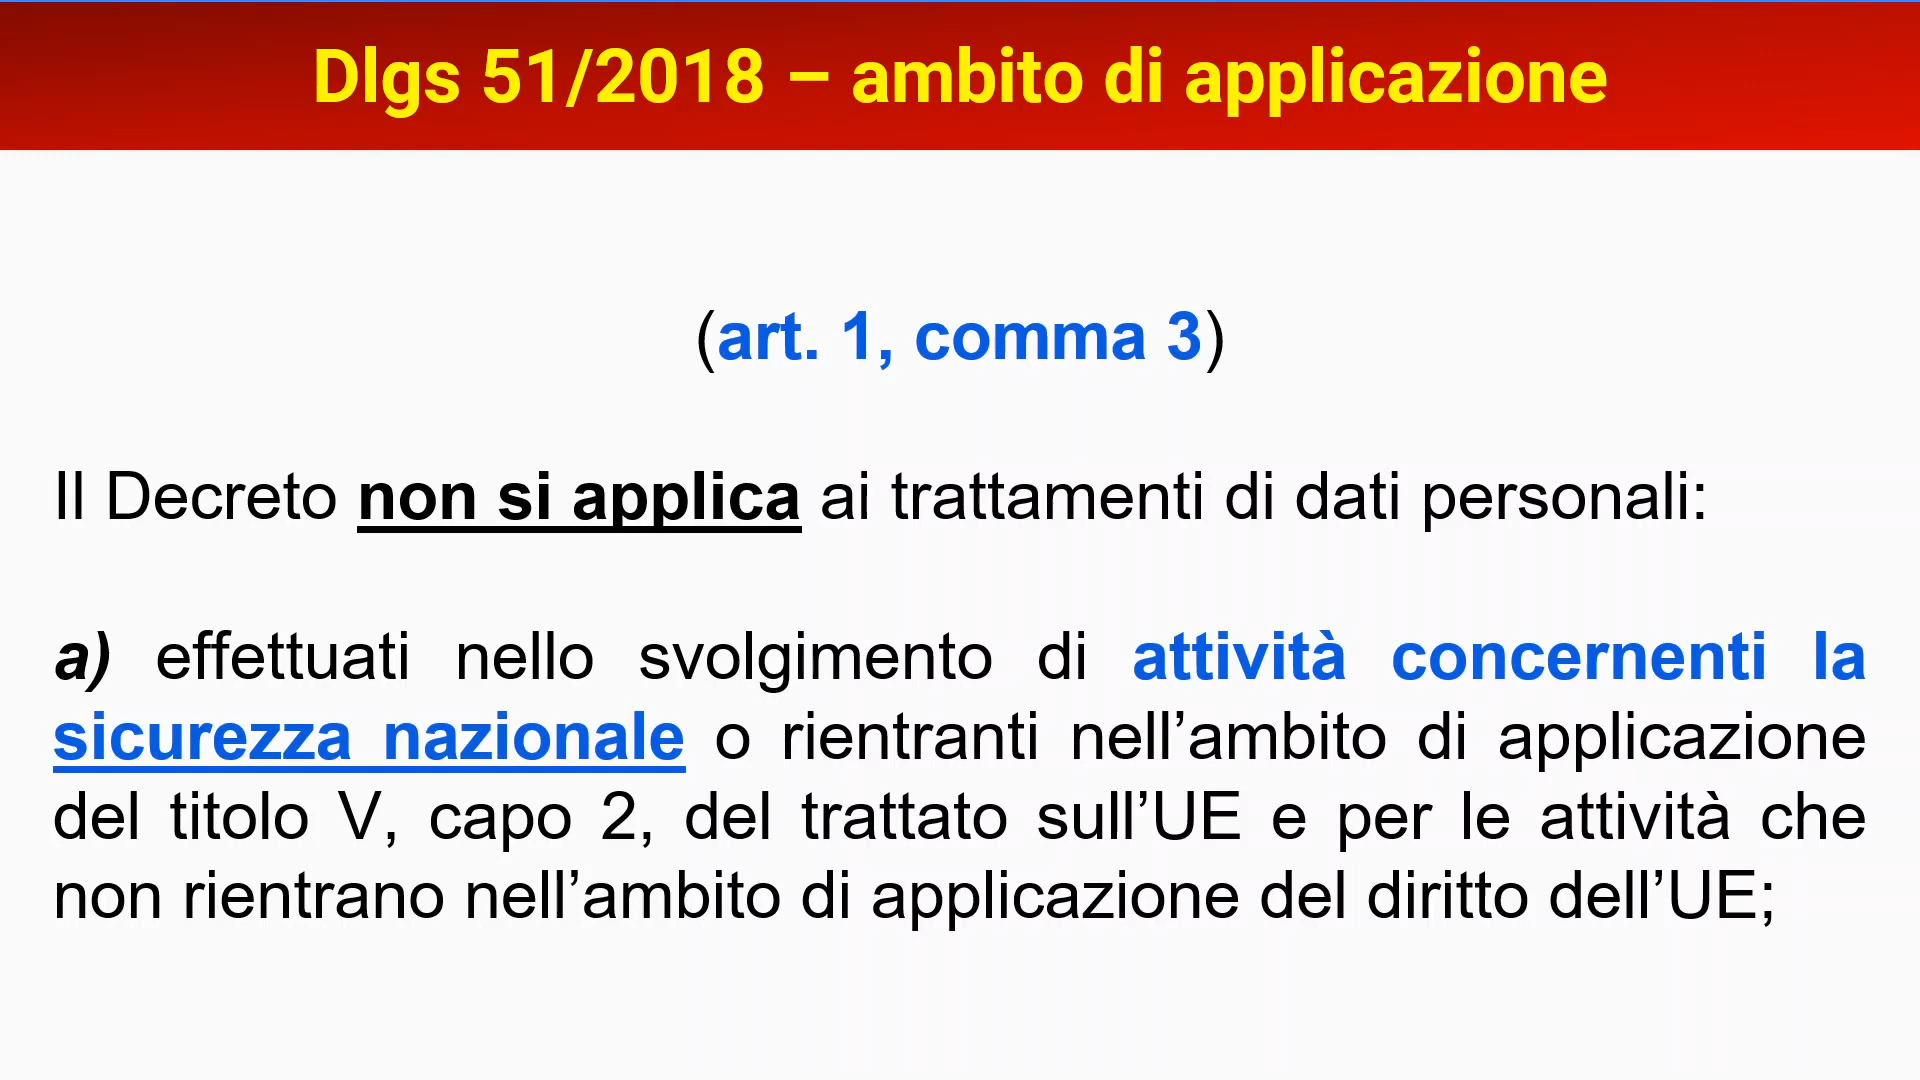 Dlgs 51/2018 – ambito di applicazione
(art. 1, comma 3)
Il Decreto non si applica ai trattamenti di dati personali:
a) effettuati nello svolgimento di attività concernenti la
sicurezza nazionale o rientranti nell’ambito di applicazione
del titolo V, capo 2, del trattato sull’UE e per le attività che
non rientrano nell’ambito di applicazione del diritto dell’UE;